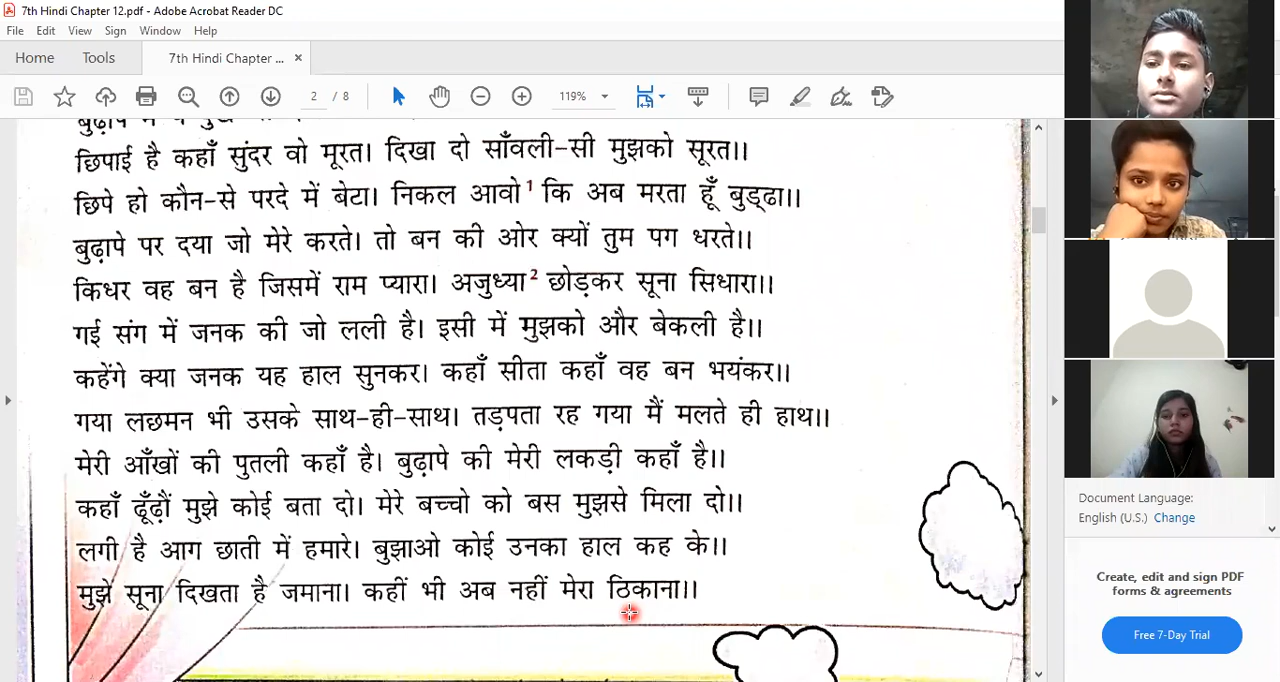 7th Hindi Chapter 12.pdf - Adobe Acrobat Reader DC
File Edit View Sign Window Help
Home Tools 7th Hindi Chapter ... ×
2 / 8 119%
छिपाई है कहाँ सुंदर वो मूरत। दिखा दो साँवली-सी मुझको सूरत।।
छिपे हो कौन-से परदे में बेटा। निकल आवो¹ कि अब मरता हूँ बुड्ढा।।
बुढ़ापे पर दया जो मेरे करते। तो बन की ओर क्यों तुम पग धरते।।
किधर वह बन है जिसमें राम प्यारा। अजुध्या² छोड़कर सूना सिधारा।।
गई संग में जनक की जो लली है। इसी में मुझको और बेकली है।।
कहेंगे क्या जनक यह हाल सुनकर। कहाँ सीता कहाँ वह बन भयंकर।।
गया लछमन भी उसके साथ-ही-साथ। तड़पता रह गया मैं मलते ही हाथ।।
मेरी आँखों की पुतली कहाँ है। बुढ़ापे की मेरी लकड़ी कहाँ है।।
कहाँ ढूँढ़ौं मुझे कोई बता दो। मेरे बच्चो को बस मुझसे मिला दो।।
लगी है आग छाती में हमारे। बुझाओ कोई उनका हाल कह के।।
मुझे सूना दिखता है जमाना। कहीं भी अब नहीं मेरा ठिकाना।।
Document Language:
English (U.S.) Change
Create, edit and sign PDF
forms & agreements
Free 7-Day Trial